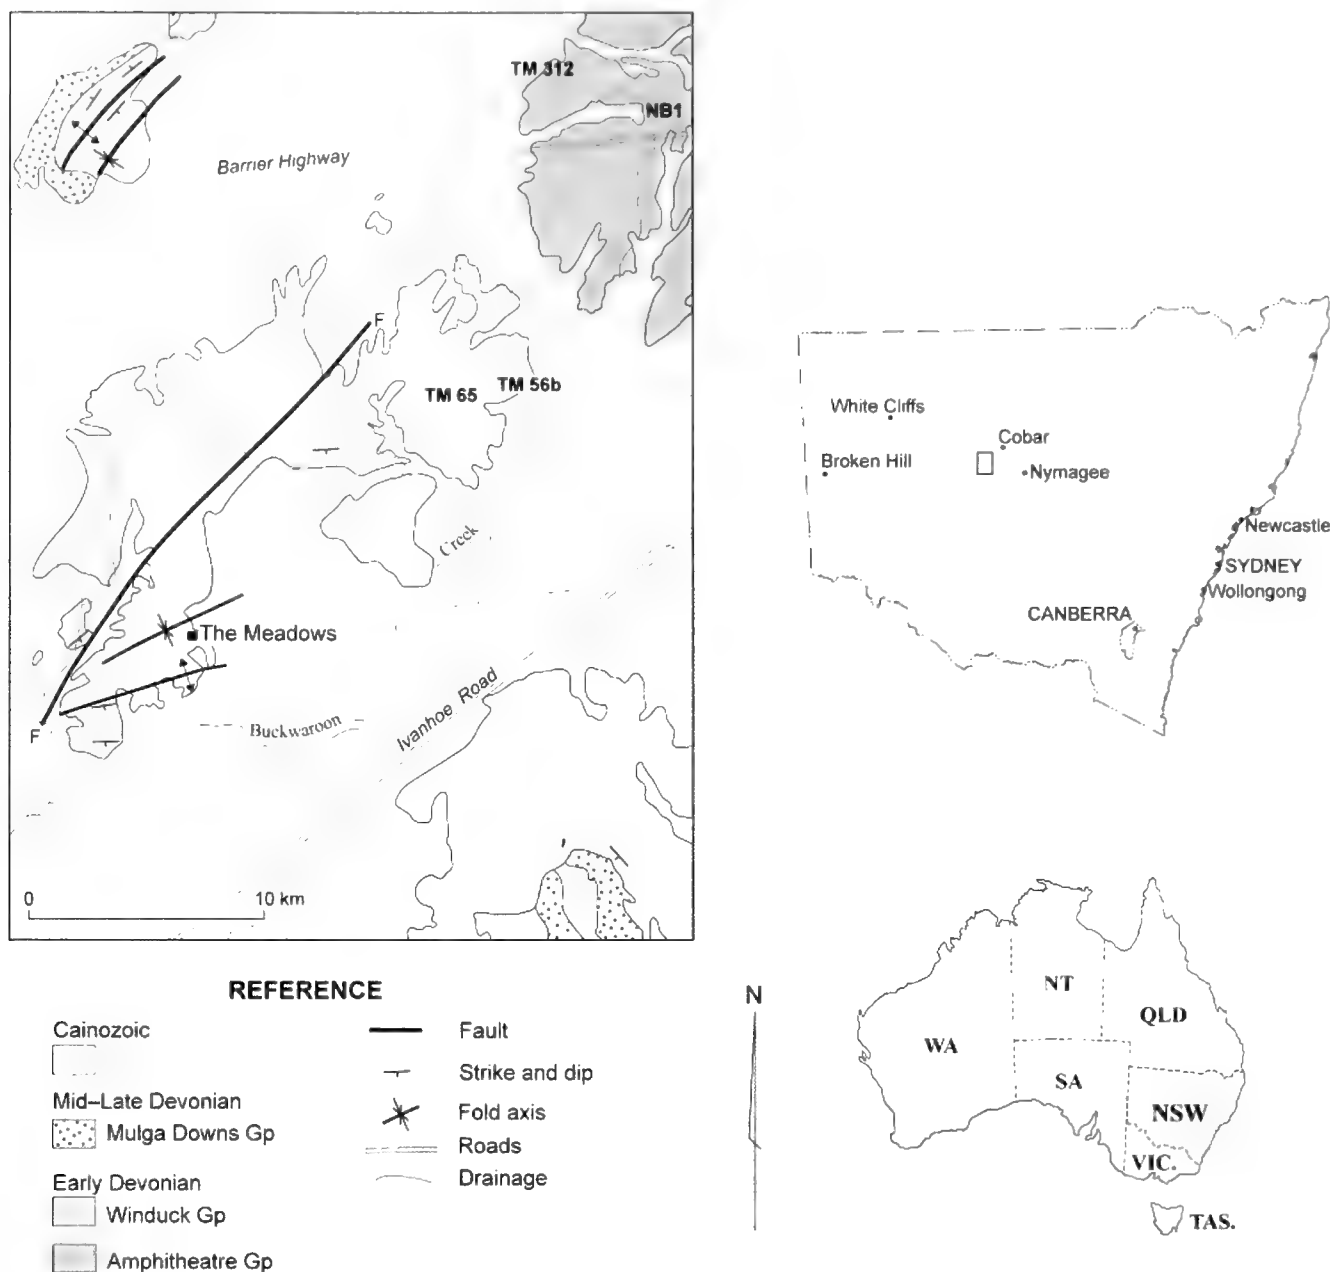 TM 312
NB1
Barrier Highway
F
TM 65
TM 56b
Creek
The Meadows
F
Buckwaroon
Ivanhoe Road
0
10 km
White Cliffs
Cobar
Broken Hill
Nymagee
Newcastle
SYDNEY
Wollongong
CANBERRA
REFERENCE
Cainozoic
Mid–Late Devonian
Mulga Downs Gp
Early Devonian
Winduck Gp
Amphitheatre Gp
Fault
Strike and dip
Fold axis
Roads
Drainage
N
NT
QLD
WA
SA
NSW
VIC.
TAS.